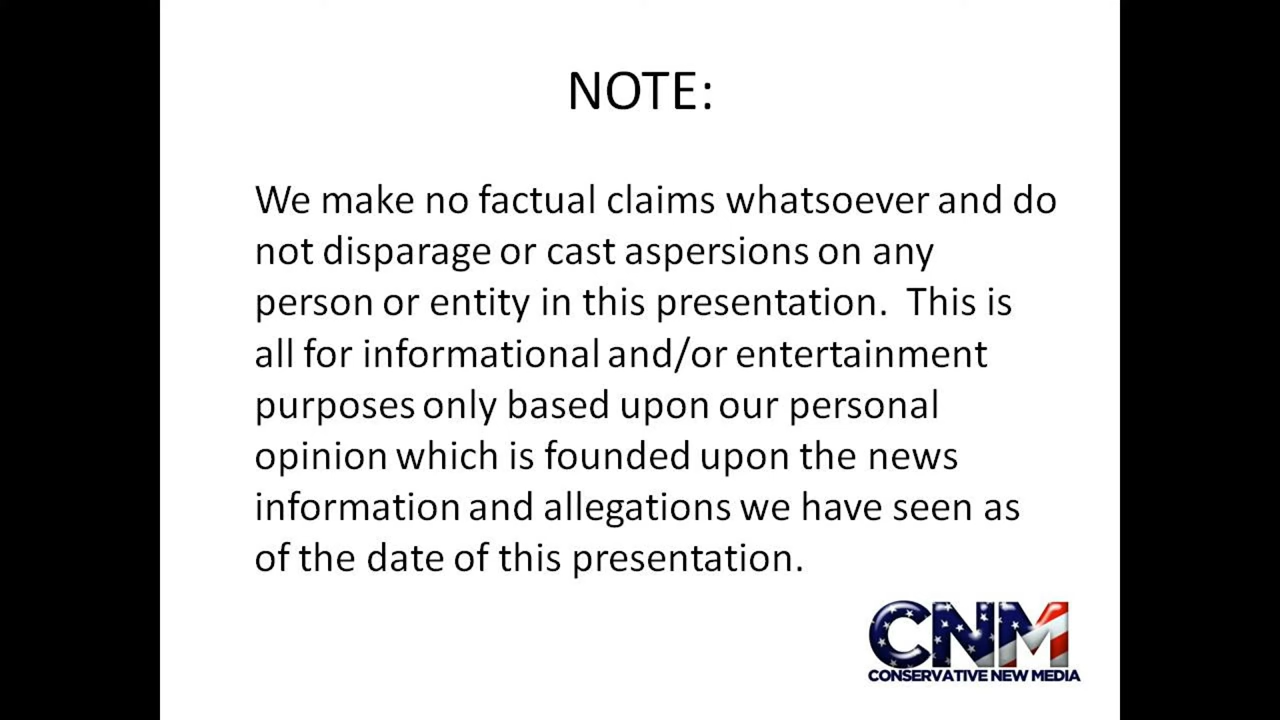 NOTE:
We make no factual claims whatsoever and do
not disparage or cast aspersions on any
person or entity in this presentation.  This is
all for informational and/or entertainment
purposes only based upon our personal
opinion which is founded upon the news
information and allegations we have seen as
of the date of this presentation.
CNM
CONSERVATIVE NEW MEDIA